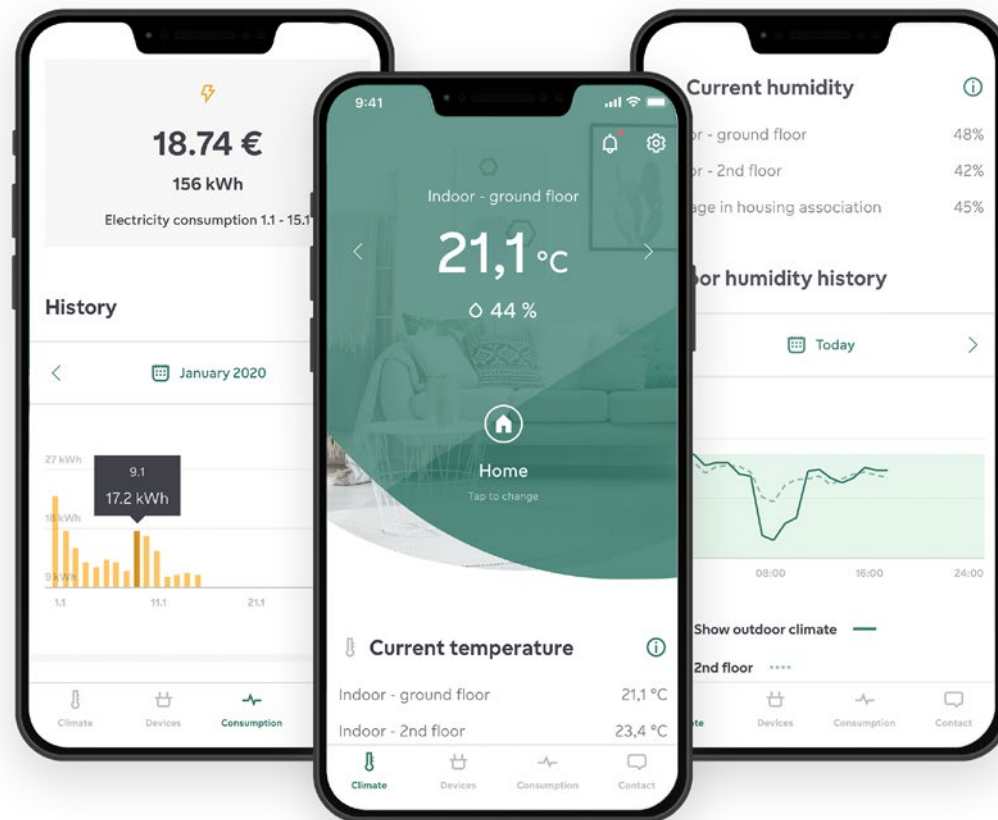 18.74 €
156 kWh
Electricity consumption 1.1 - 15.1
History
January 2020
27 kWh
9.1
17.2 kWh
18 kWh
9 kWh
1.1 11.1 21.1
Climate Devices Consumption
9:41
Indoor - ground floor
21,1 °C
44 %
Home
Tap to change
Current temperature
Indoor - ground floor 21,1 °C
Indoor - 2nd floor 23,4 °C
Climate Devices Consumption Contact
Current humidity
ground floor 48%
2nd floor 42%
in housing association 45%
humidity history
Today
08:00 16:00 24:00
Show outdoor climate
2nd floor
Devices Consumption Contact